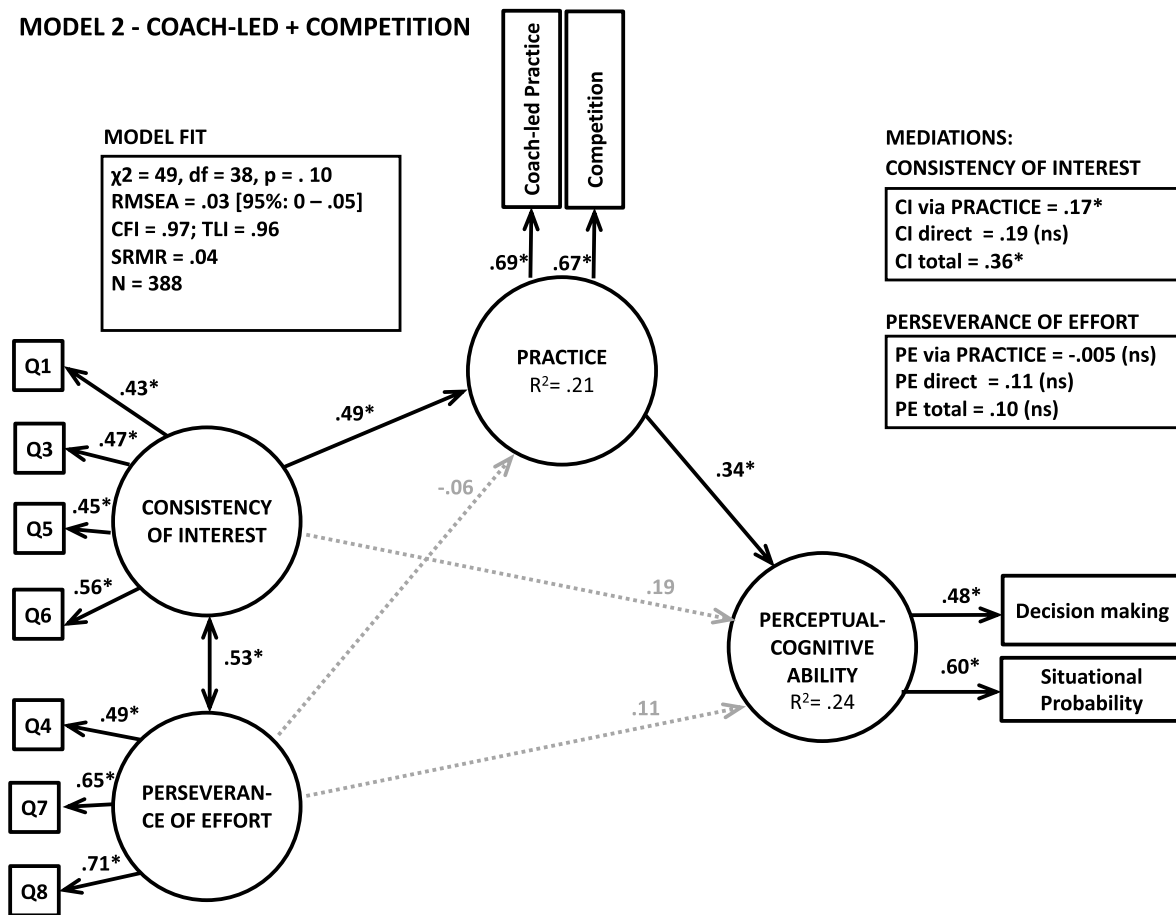 MODEL 2 - COACH-LED + COMPETITION
Coach-led Practice
Competition
MODEL FIT
χ2 = 49, df = 38, p = . 10
RMSEA = .03 [95%: 0 – .05]
CFI = .97; TLI = .96
SRMR = .04
N = 388
MEDIATIONS:
CONSISTENCY OF INTEREST
CI via PRACTICE = .17*
CI direct = .19 (ns)
CI total = .36*
PERSEVERANCE OF EFFORT
PE via PRACTICE = -.005 (ns)
PE direct = .11 (ns)
PE total = .10 (ns)
.69*
.67*
PRACTICE
R²= .21
Q1
.43*
Q3
.47*
Q5
.45*
Q6
.56*
CONSISTENCY
OF INTEREST
.49*
-.06
.34*
.19
.11
.53*
PERCEPTUAL-
COGNITIVE
ABILITY
R²= .24
.48*
Decision making
.60*
Situational
Probability
Q4
.49*
Q7
.65*
Q8
.71*
PERSEVERAN-
CE OF EFFORT